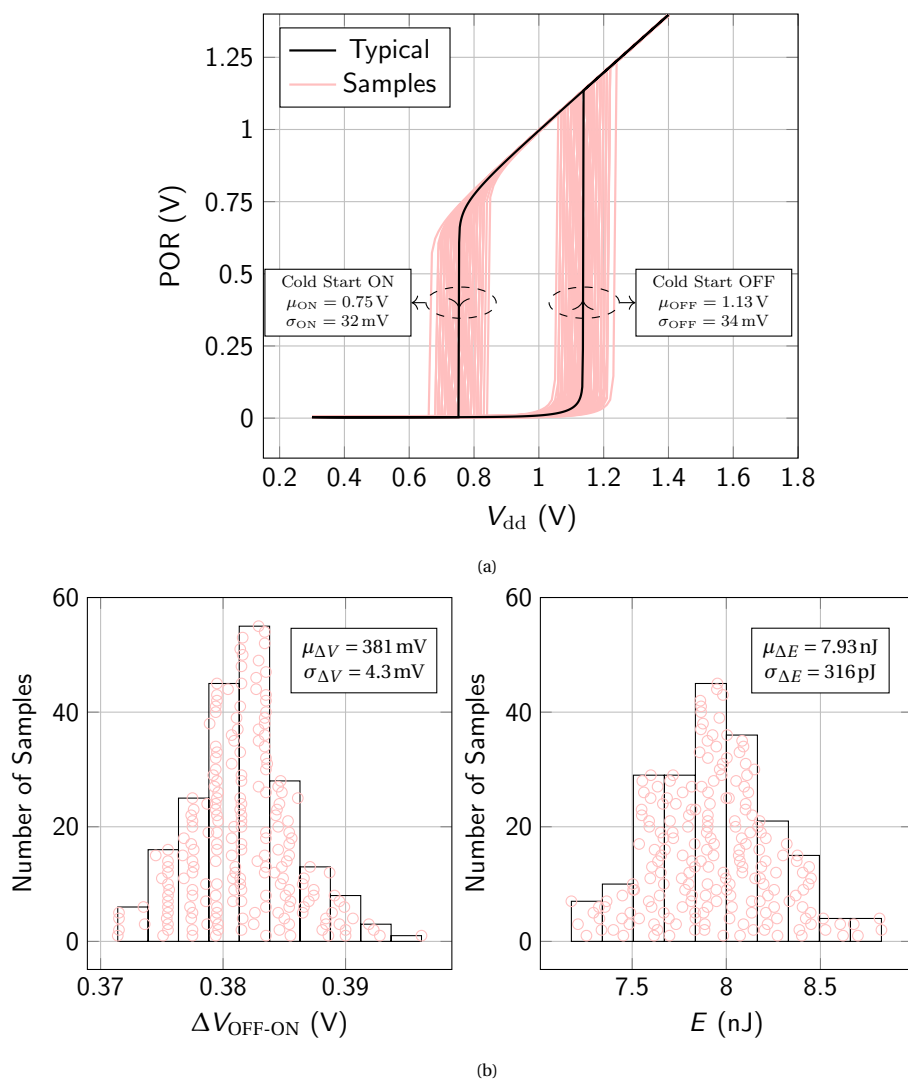 Typical
Samples
1.25
1
0.75
0.5
0.25
0
POR (V)
Cold Start ON
μON = 0.75 V
σON = 32 mV
Cold Start OFF
μOFF = 1.13 V
σOFF = 34 mV
0.2 0.4 0.6 0.8 1 1.2 1.4 1.6 1.8
Vdd (V)
(a)
60
40
20
0
Number of Samples
μΔV = 381 mV
σΔV = 4.3 mV
0.37 0.38 0.39
ΔVOFF-ON (V)
60
40
20
0
Number of Samples
μΔE = 7.93 nJ
σΔE = 316 pJ
7.5 8 8.5
E (nJ)
(b)